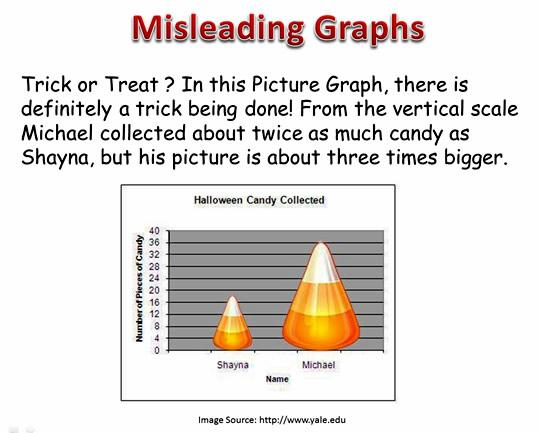 Misleading Graphs
Trick or Treat ? In this Picture Graph, there is
definitely a trick being done! From the vertical scale
Michael collected about twice as much candy as
Shayna, but his picture is about three times bigger.
Halloween Candy Collected
Number of Pieces of Candy
40
36
32
28
24
20
16
12
8
4
0
Shayna Michael
Name
Image Source: http://www.yale.edu